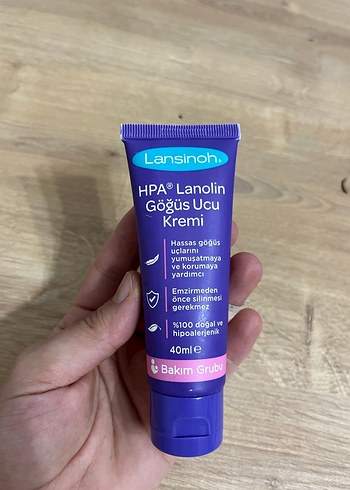 Lansinoh®
HPA® Lanolin
Göğüs Ucu
Kremi
Hassas göğüs
uçlarını
yumuşatmaya
ve korumaya
yardımcı
Emzirmeden
önce silinmesi
gerekmez
%100 doğal ve
hipoalerjenik
40ml ℮
Bakım Grubu